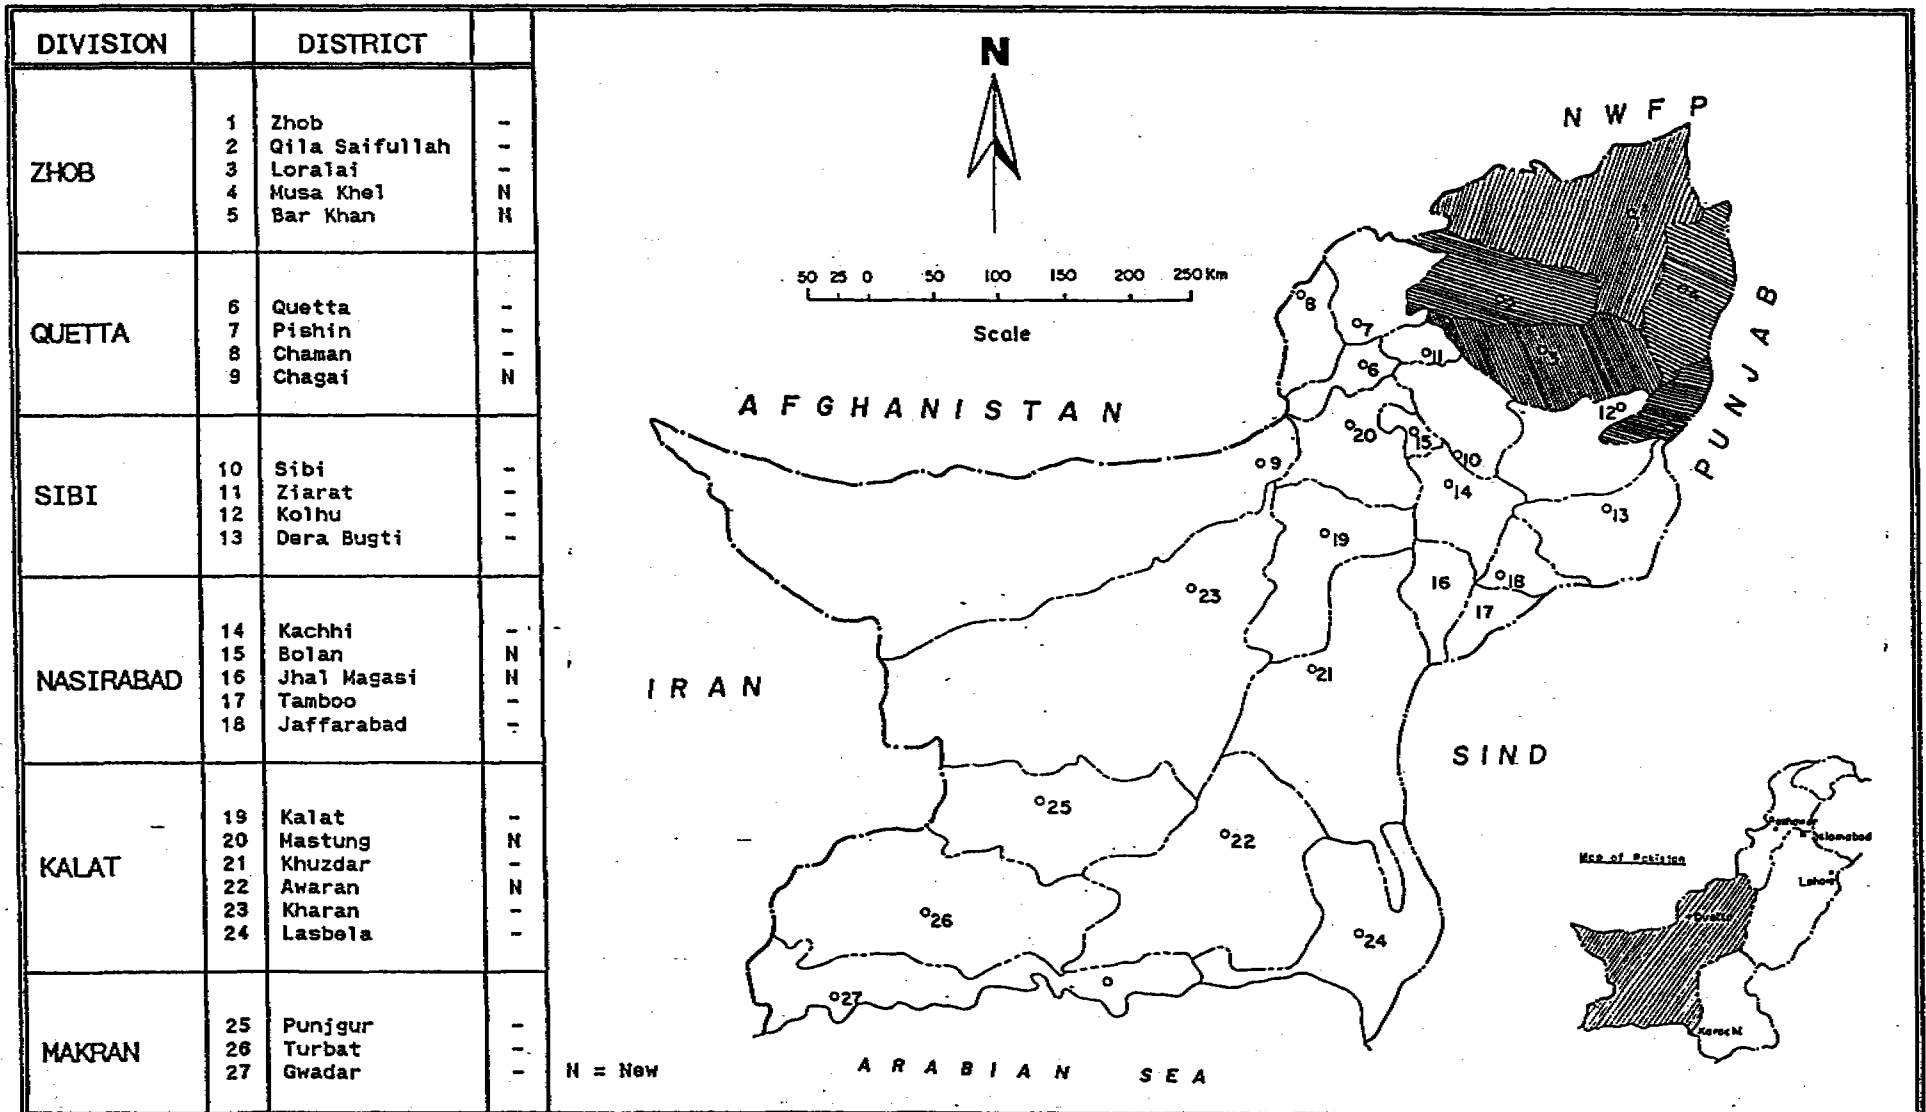 DIVISION DISTRICT
ZHOB
1 Zhob -
2 Qila Saifullah -
3 Loralai -
4 Musa Khel N
5 Bar Khan N
QUETTA
6 Quetta -
7 Pishin -
8 Chaman -
9 Chagai N
SIBI
10 Sibi -
11 Ziarat -
12 Kolhu -
13 Dera Bugti -
NASIRABAD
14 Kachhi -
15 Bolan N
16 Jhal Magasi N
17 Tamboo -
18 Jaffarabad -
KALAT
19 Kalat -
20 Mastung N
21 Khuzdar -
22 Awaran N
23 Kharan -
24 Lasbela -
MAKRAN
25 Punjgur -
26 Turbat -
27 Gwadar -
N = New
N
50 25 0 50 100 150 200 250 Km
Scale
NWFP
PUNJAB
AFGHANISTAN
IRAN
SIND
ARABIAN SEA
8
7
11
6
12
20
15
10
9
14
13
19
18
16
23
17
21
25
22
26
24
27
Map of Pakistan
Peshawar
Islamabad
Lahore
Quetta
Karachi